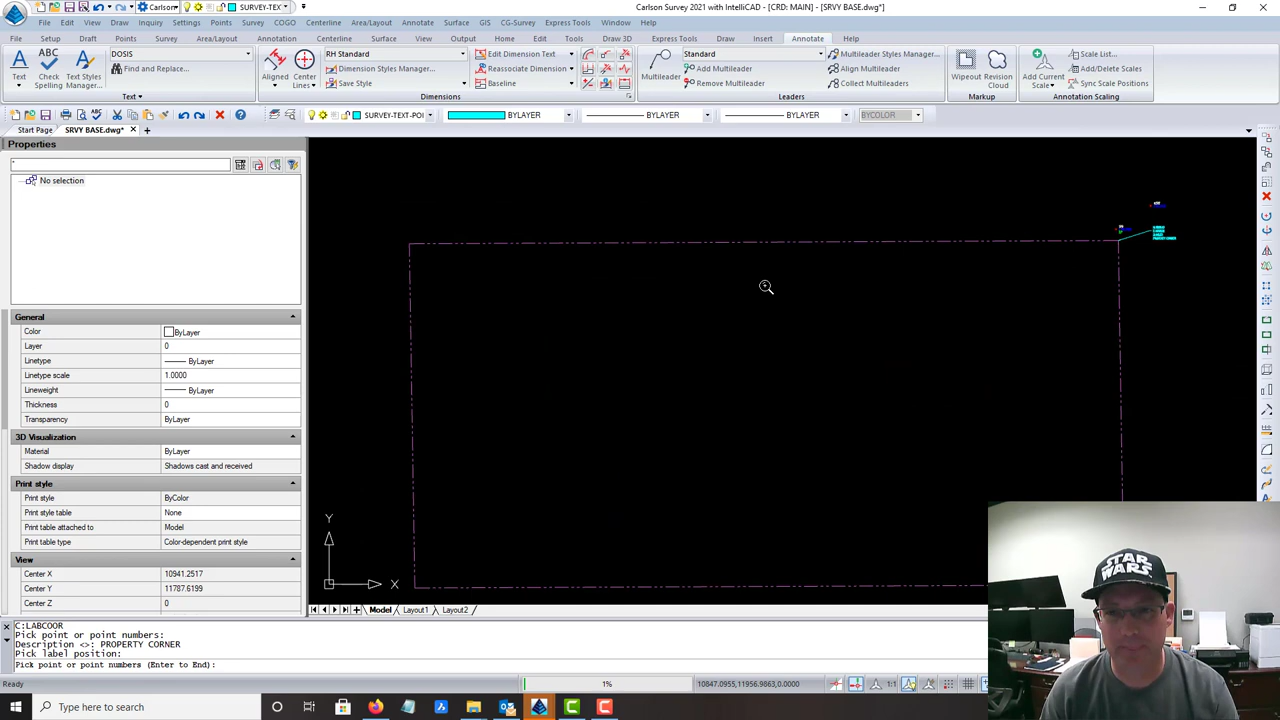 Carlson
SURVEY-TEX
Carlson Survey 2021 with IntelliCAD - [CRD: MAIN] - [SRVY BASE.dwg*]
File Edit View Draw Inquiry Settings Points Survey COGO Centerline Area/Layout Annotate Surface GIS CG-Survey Express Tools Window Help
File Setup Draft Points Survey Area/Layout Annotation Centerline Surface View Draw Output Home Edit Tools Draw 3D Express Tools Draw Insert Annotate View
Text
Check Spelling
Text Styles Manager...
DOSIS
Find and Replace...
Text
Aligned
Center Lines
RH Standard
Dimension Styles Manager...
Save Style
Edit Dimension Text
Reassociate Dimension
Baseline
Dimensions
Multileader
Standard
Add Multileader
Remove Multileader
Multileader Styles Manager...
Align Multileader
Collect Multileaders
Leaders
Wipeout
Revision Cloud
Markup
Add Current Scale
Scale List...
Add/Delete Scales
Sync Scale Positions
Annotation Scaling
SURVEY-TEXT-POI
BYLAYER
BYLAYER
BYLAYER
BYCOLOR
Start Page
SRVY BASE.dwg*
Properties
*
No selection
General
Color ByLayer
Layer 0
Linetype ByLayer
Linetype scale 1.0000
Lineweight ByLayer
Thickness 0
Transparency ByLayer
3D Visualization
Material ByLayer
Shadow display Shadows cast and received
Print style
Print style ByColor
Print style table None
Print table attached to Model
Print table type Color-dependent print style
View
Center X 10941.2517
Center Y 11787.6199
Center Z 0
PROPERTY CORNER
Y
X
Model Layout1 Layout2
C:LABCOOR
Pick point or point numbers:
Description <>: PROPERTY CORNER
Pick label position:
Pick point or point numbers (Enter to End):
Ready
1%
10847.0955,11956.9863,0.0000
1:1
STAR WARS
Type here to search